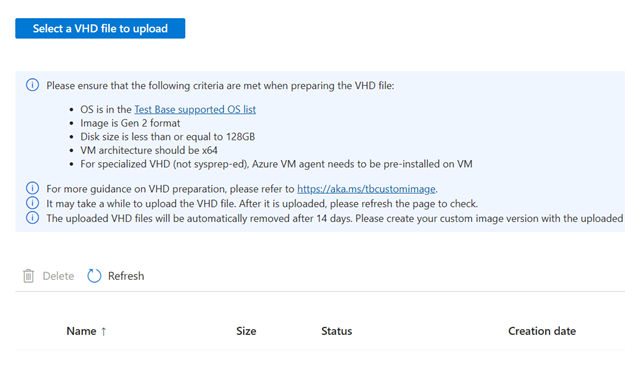 Select a VHD file to upload
Please ensure that the following criteria are met when preparing the VHD file:
• OS is in the Test Base supported OS list
• Image is Gen 2 format
• Disk size is less than or equal to 128GB
• VM architecture should be x64
• For specialized VHD (not sysprep-ed), Azure VM agent needs to be pre-installed on VM
For more guidance on VHD preparation, please refer to https://aka.ms/tbcustomimage.
It may take a while to upload the VHD file. After it is uploaded, please refresh the page to check.
The uploaded VHD files will be automatically removed after 14 days. Please create your custom image version with the uploaded
Delete Refresh
Name ↑ Size Status Creation date